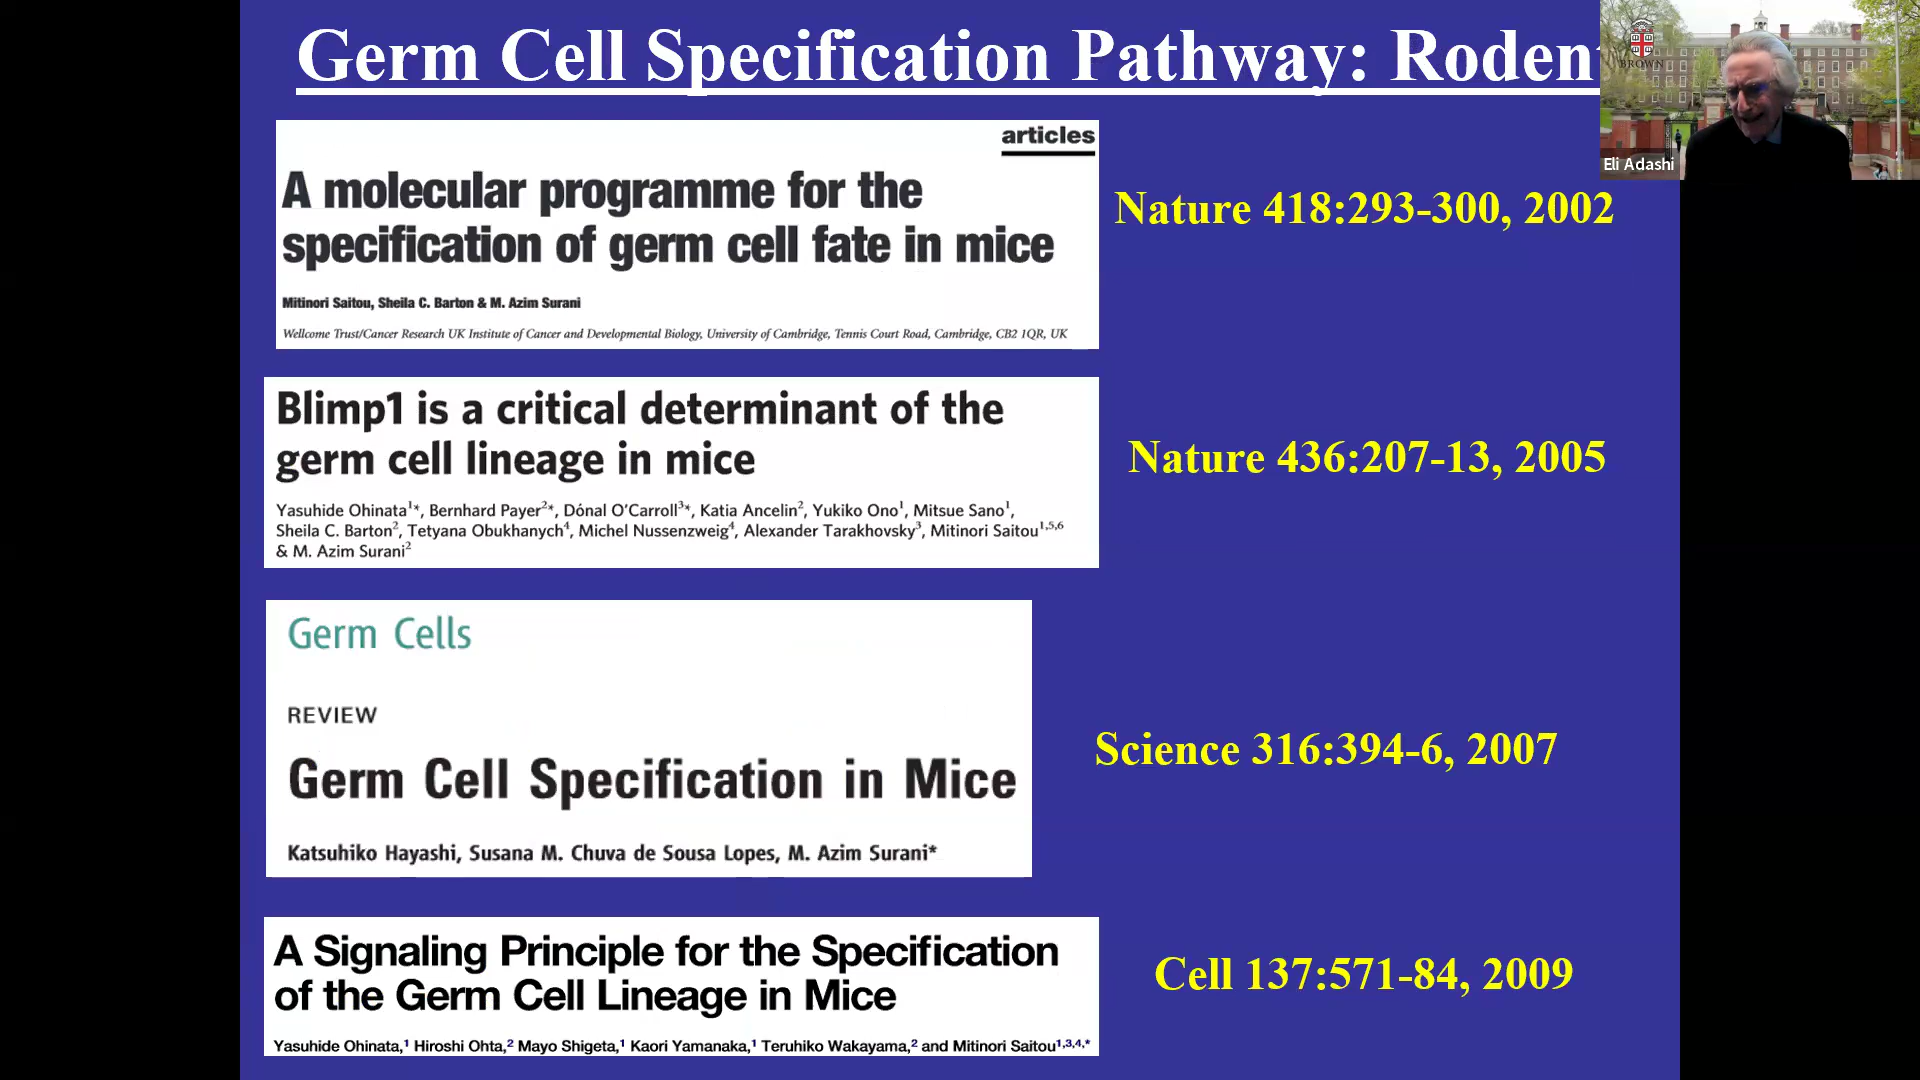 Germ Cell Specification Pathway: Roden
BROWN
Eli Adashi
articles
A molecular programme for the
specification of germ cell fate in mice
Mitinori Saitou, Sheila C. Barton & M. Azim Surani
Wellcome Trust/Cancer Research UK Institute of Cancer and Developmental Biology, University of Cambridge, Tennis Court Road, Cambridge, CB2 1QR, UK
Nature 418:293-300, 2002
Blimp1 is a critical determinant of the
germ cell lineage in mice
Yasuhide Ohinata1*, Bernhard Payer2*, Dónal O'Carroll3*, Katia Ancelin2, Yukiko Ono1, Mitsue Sano1,
Sheila C. Barton2, Tetyana Obukhanych4, Michel Nussenzweig4, Alexander Tarakhovsky3, Mitinori Saitou1,5,6
& M. Azim Surani2
Nature 436:207-13, 2005
Germ Cells
REVIEW
Germ Cell Specification in Mice
Katsuhiko Hayashi, Susana M. Chuva de Sousa Lopes, M. Azim Surani*
Science 316:394-6, 2007
A Signaling Principle for the Specification
of the Germ Cell Lineage in Mice
Yasuhide Ohinata,1 Hiroshi Ohta,2 Mayo Shigeta,1 Kaori Yamanaka,1 Teruhiko Wakayama,2 and Mitinori Saitou1,3,4,*
Cell 137:571-84, 2009